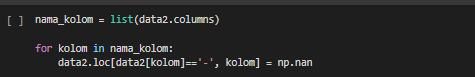 [ ] nama_kolom = list(data2.columns)
for kolom in nama_kolom:
data2.loc[data2[kolom]=='-', kolom] = np.nan